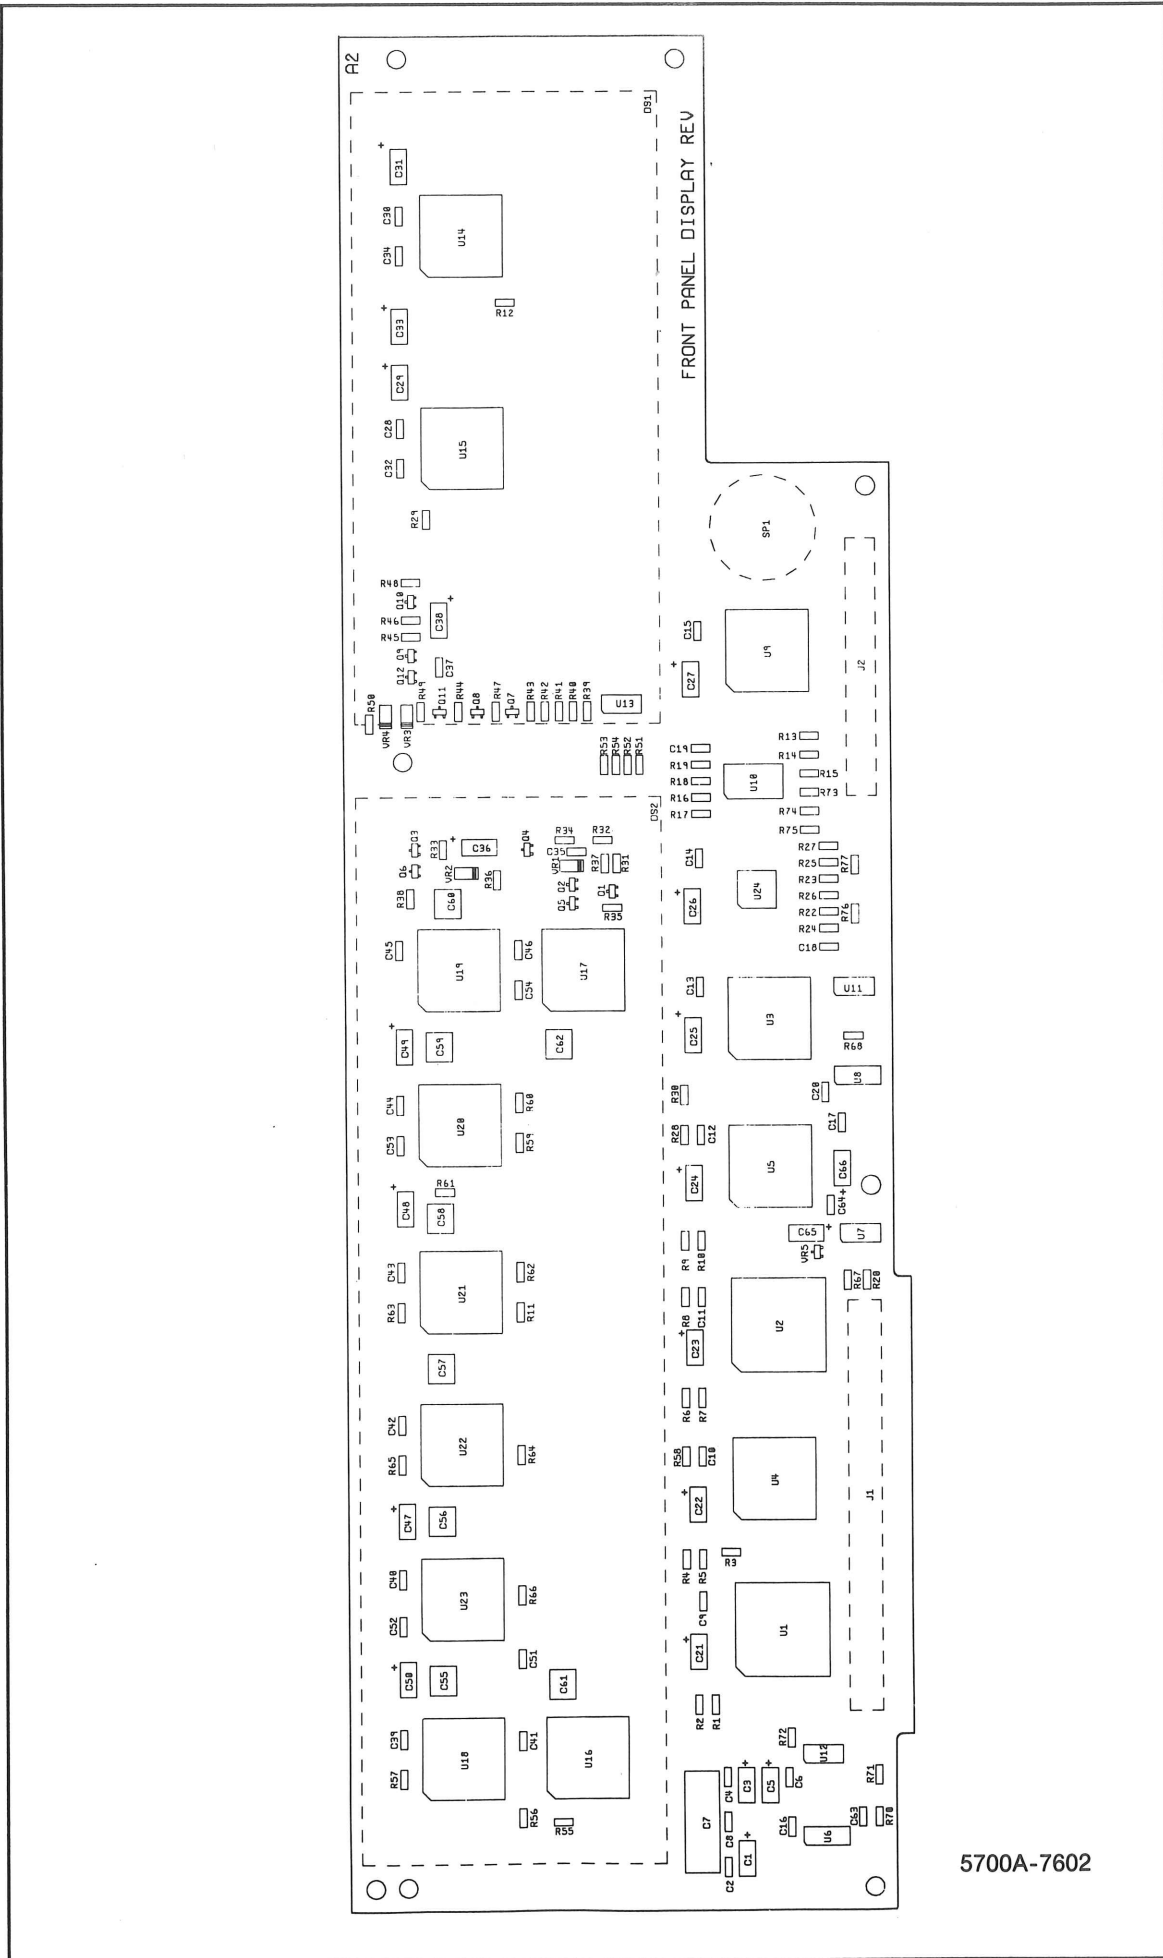 A2
DS1
C31
C30
U14
C34
R12
C33
FRONT PANEL DISPLAY REV
C29
C28
U15
C32
R29
SP1
R48
Q10
R46
C38
R45
C15
Q9
U9
J2
Q12
C37
C27
R50
R49
Q11
R44
Q8
R47
Q7
R43
R42
R41
R40
R39
U13
VR4
VR3
R53
R54
R52
R51
C19
R19
R18
R16
R17
U10
R13
R14
R15
R73
R74
R75
DS2
Q3
R33
C36
Q4
R34
R32
C35
VR1
R37
R31
Q6
VR2
R36
Q2
Q1
R38
C60
Q5
R35
C14
C26
U24
R27
R25
R77
R23
R26
R22
R76
R24
C18
C45
U19
C46
C54
U17
C13
U3
U11
C49
C59
C62
C25
R68
U8
C44
U20
R60
R30
C20
C53
R59
R28
C12
U5
C17
R61
C48
C58
C24
C66
C64
C65
U7
VR5
C43
U21
R62
R9
R10
R67
R20
R63
R11
R8
C11
C23
U2
C57
C42
U22
R65
R64
R6
R7
R58
C10
U4
J1
C47
C56
C22
C40
U23
R66
R4
R5
R3
C52
C9
U1
C51
C21
C50
C55
C61
R2
R1
C39
U18
C41
U16
R72
U12
R57
C4
C3
C5
C6
R71
R56
R55
C7
C8
C16
U6
C63
R70
C2
C1
5700A-7602